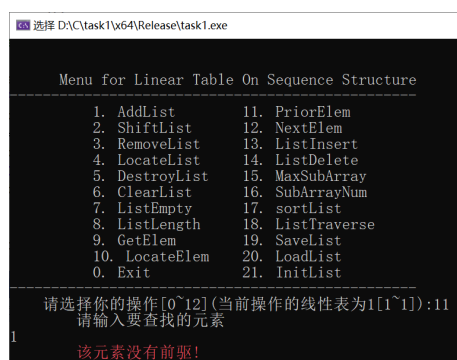 选择 D:\C\task1\x64\Release\task1.exe
Menu for Linear Table On Sequence Structure
-------------------------------------------------
1. AddList 11. PriorElem
2. ShiftList 12. NextElem
3. RemoveList 13. ListInsert
4. LocateList 14. ListDelete
5. DestroyList 15. MaxSubArray
6. ClearList 16. SubArrayNum
7. ListEmpty 17. sortList
8. ListLength 18. ListTraverse
9. GetElem 19. SaveList
10. LocateElem 20. LoadList
0. Exit 21. InitList
-------------------------------------------------
请选择你的操作[0~12](当前操作的线性表为1[1~1]):11
请输入要查找的元素
1
该元素没有前驱!